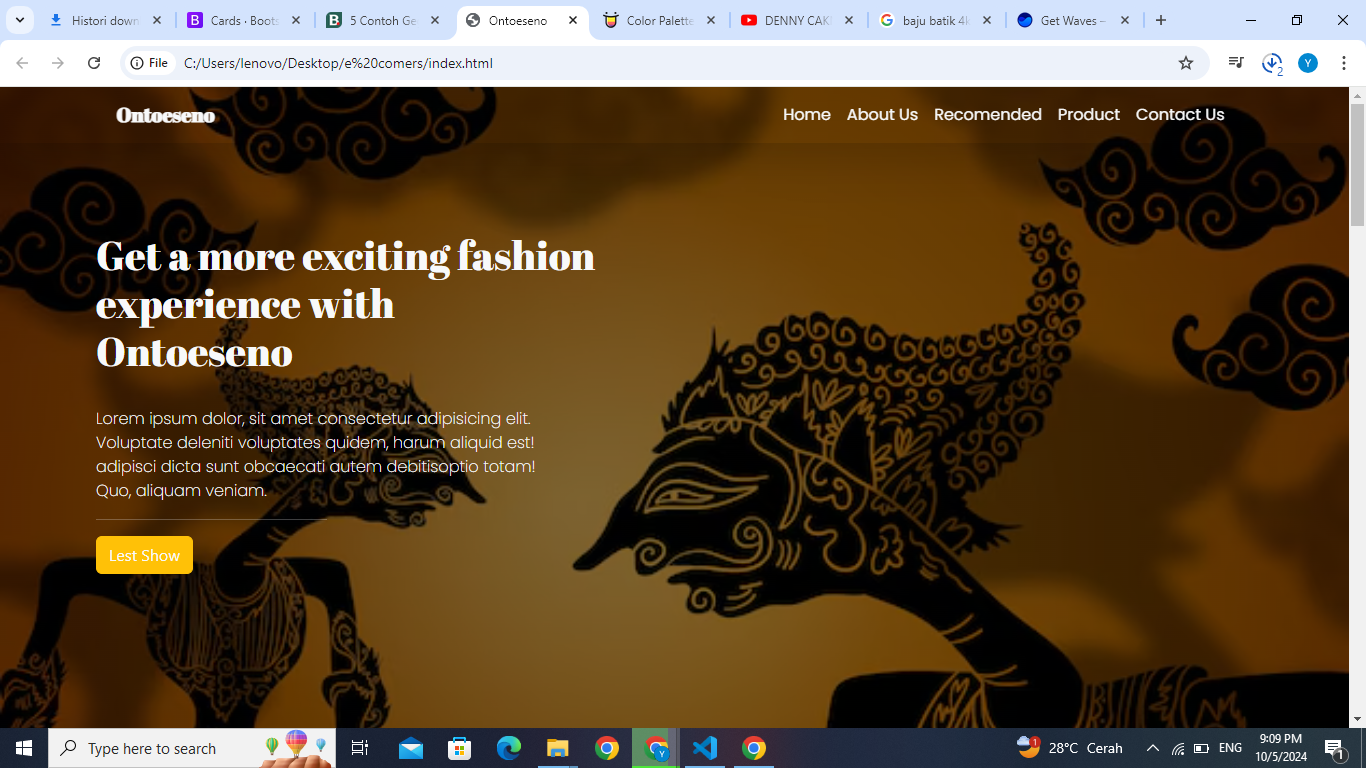 Histori down
Cards · Boots
5 Contoh Ge
Ontoeseno
Color Palette
DENNY CAK
baju batik 4k
Get Waves –
File
C:/Users/lenovo/Desktop/e%20comers/index.html
2
Y
Ontoeseno
Home
About Us
Recomended
Product
Contact Us
Get a more exciting fashion
experience with
Ontoeseno
Lorem ipsum dolor, sit amet consectetur adipisicing elit.
Voluptate deleniti voluptates quidem, harum aliquid est!
adipisci dicta sunt obcaecati autem debitisoptio totam!
Quo, aliquam veniam.
Lest Show
Type here to search
Y
1
28°C Cerah
ENG
9:09 PM
10/5/2024
1